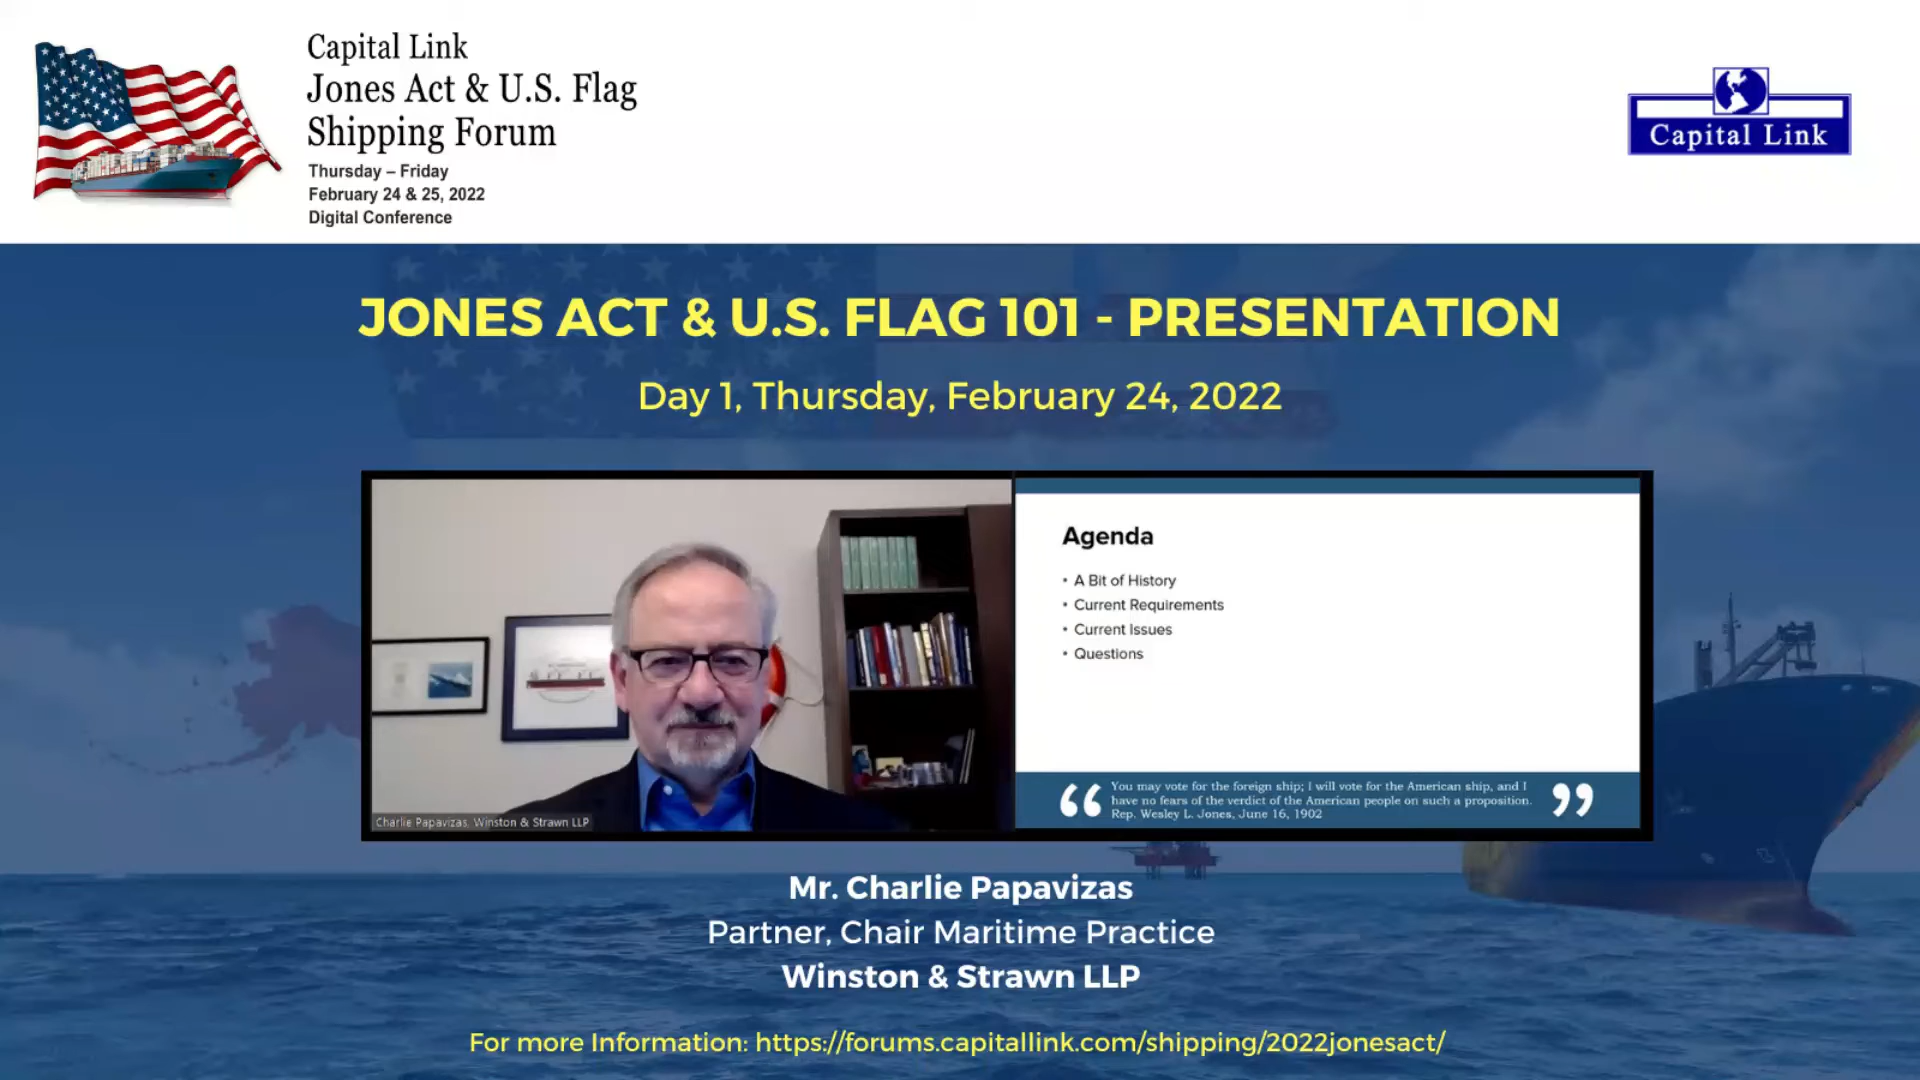 Capital Link
Jones Act & U.S. Flag
Shipping Forum
Thursday – Friday
February 24 & 25, 2022
Digital Conference
Capital Link
JONES ACT & U.S. FLAG 101 - PRESENTATION
Day 1, Thursday, February 24, 2022
Agenda
• A Bit of History
• Current Requirements
• Current Issues
• Questions
“ You may vote for the foreign ship; I will vote for the American ship, and I
have no fears of the verdict of the American people on such a proposition. ”
Rep. Wesley L. Jones, June 16, 1902
Charlie Papavizas, Winston & Strawn LLP
Mr. Charlie Papavizas
Partner, Chair Maritime Practice
Winston & Strawn LLP
For more Information: https://forums.capitallink.com/shipping/2022jonesact/